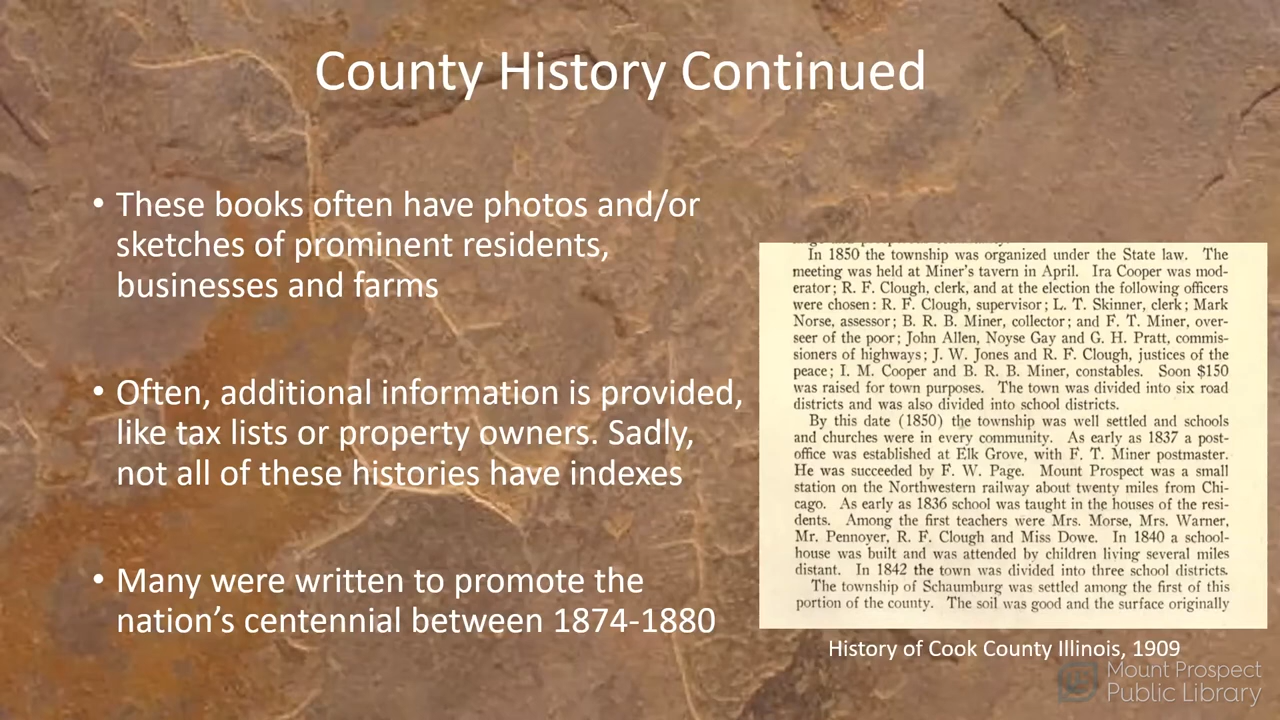 County History Continued
• These books often have photos and/or
sketches of prominent residents,
businesses and farms
• Often, additional information is provided,
like tax lists or property owners. Sadly,
not all of these histories have indexes
• Many were written to promote the
nation's centennial between 1874-1880
In 1850 the township was organized under the State law. The
meeting was held at Miner's tavern in April. Ira Cooper was mod-
erator; R. F. Clough, clerk, and at the election the following officers
were chosen: R. F. Clough, supervisor; L. T. Skinner, clerk; Mark
Norse, assessor; B. R. B. Miner, collector; and F. T. Miner, over-
seer of the poor; John Allen, Noyse Gay and G. H. Pratt, commis-
sioners of highways; J. W. Jones and R. F. Clough, justices of the
peace; I. M. Cooper and B. R. B. Miner, constables. Soon $150
was raised for town purposes. The town was divided into six road
districts and was also divided into school districts.
By this date (1850) the township was well settled and schools
and churches were in every community. As early as 1837 a post-
office was established at Elk Grove, with F. T. Miner postmaster.
He was succeeded by F. W. Page. Mount Prospect was a small
station on the Northwestern railway about twenty miles from Chi-
cago. As early as 1836 school was taught in the houses of the resi-
dents. Among the first teachers were Mrs. Morse, Mrs. Warner,
Mr. Pennoyer, R. F. Clough and Miss Dowe. In 1840 a school-
house was built and was attended by children living several miles
distant. In 1842 the town was divided into three school districts.
The township of Schaumburg was settled among the first of this
portion of the county. The soil was good and the surface originally
History of Cook County Illinois, 1909
Mount Prospect
Public Library